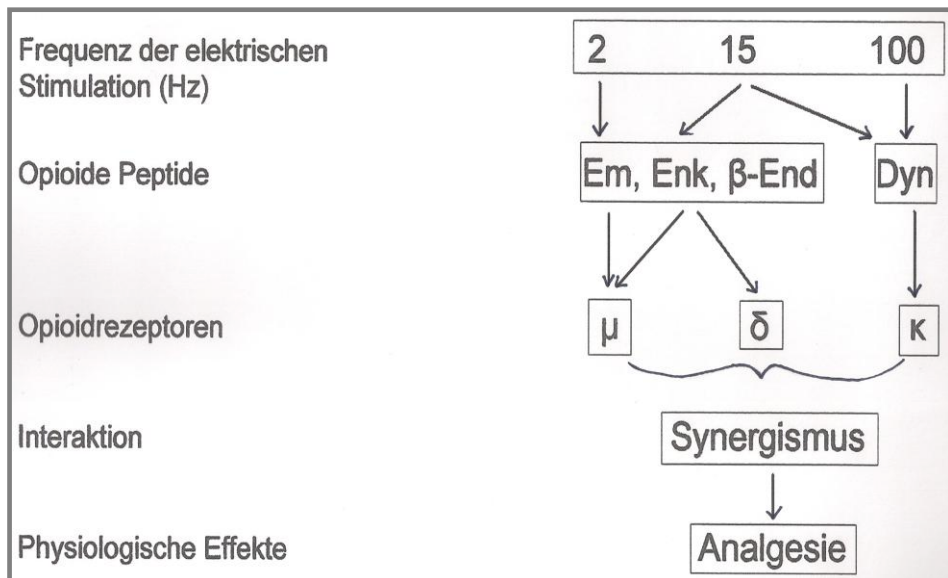 Frequenz der elektrischen
Stimulation (Hz)
2 15 100
Opioide Peptide
Em, Enk, β-End
Dyn
Opioidrezeptoren
μ
δ
κ
Interaktion
Synergismus
Physiologische Effekte
Analgesie